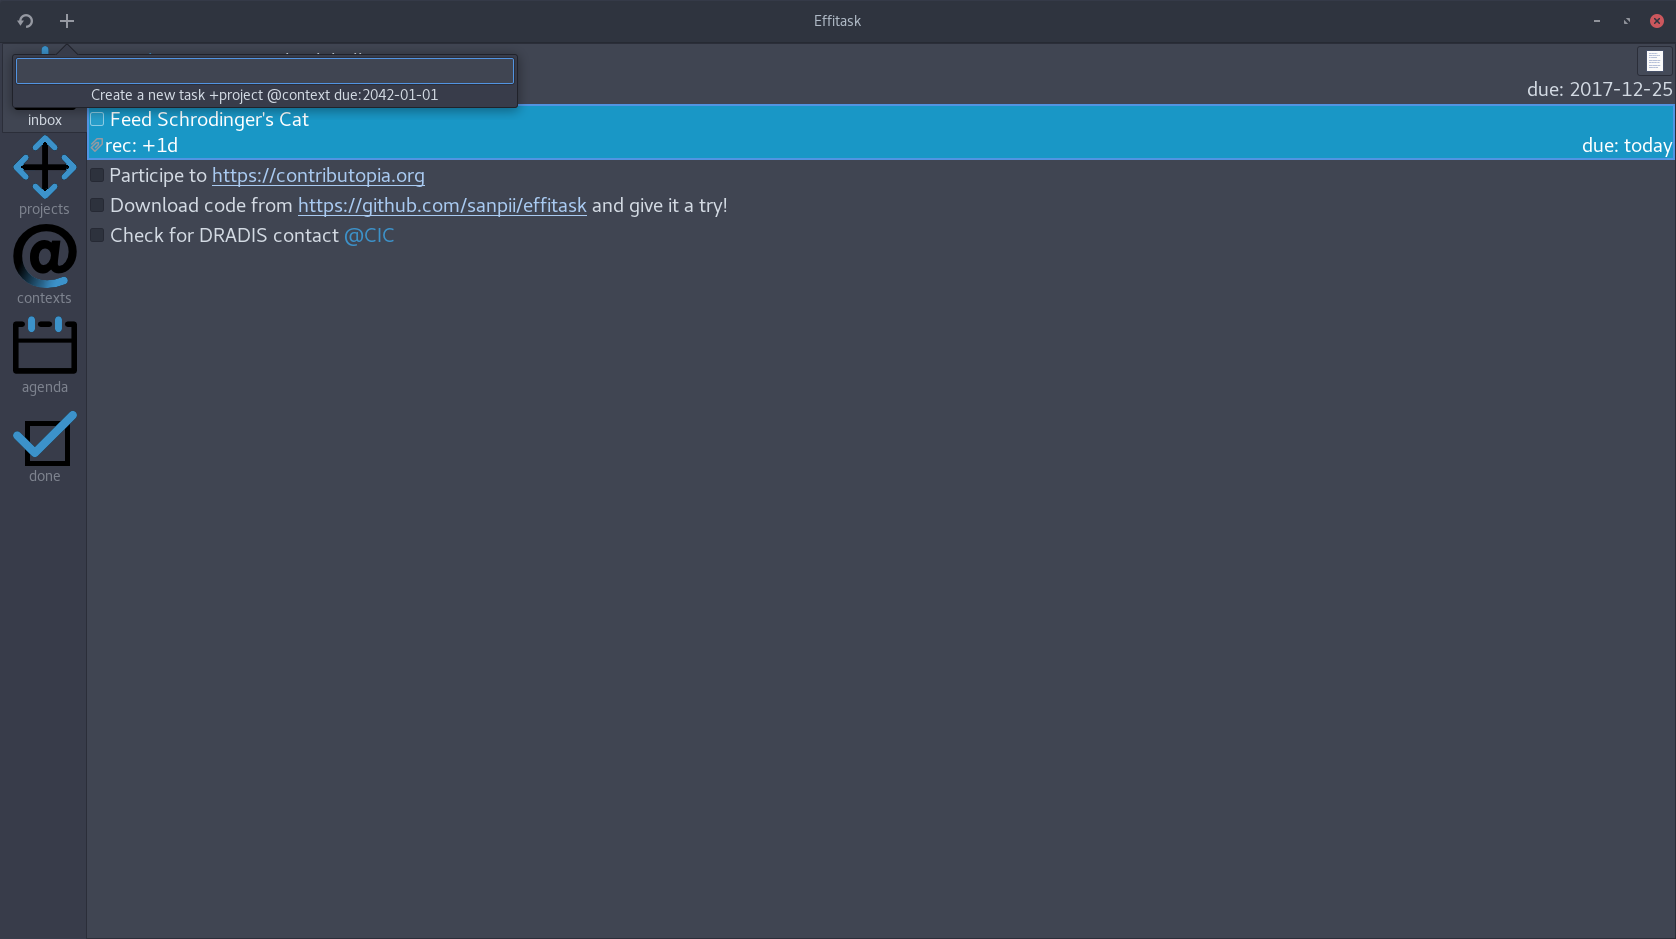 Effitask
due: 2017-12-25
Create a new task +project @context due:2042-01-01
inbox
Feed Schrodinger's Cat
rec: +1d due: today
Participe to https://contributopia.org
Download code from https://github.com/sanpii/effitask and give it a try!
Check for DRADIS contact @CIC
projects
contexts
agenda
done